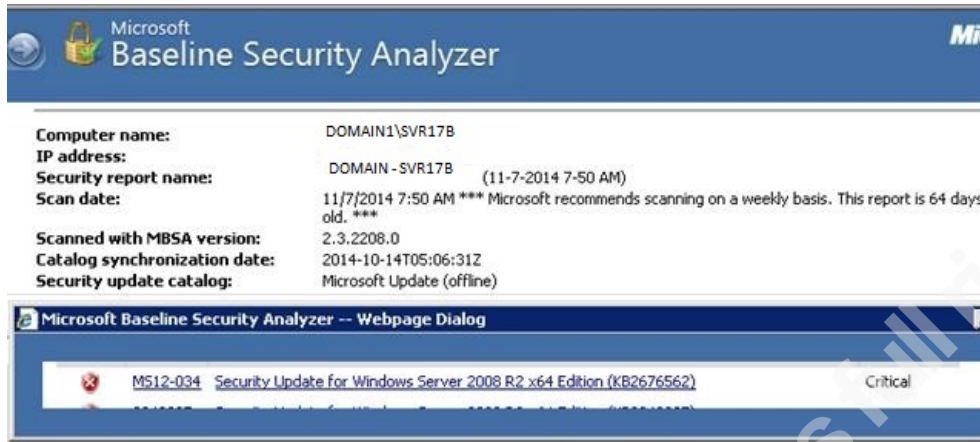 Microsoft
Baseline Security Analyzer
Computer name: DOMAIN1\SVR17B
IP address:
Security report name: DOMAIN-SVR17B (11-7-2014 7-50 AM)
Scan date: 11/7/2014 7:50 AM *** Microsoft recommends scanning on a weekly basis. This report is 64 days
old. ***
Scanned with MBSA version: 2.3.2208.0
Catalog synchronization date: 2014-10-14T05:06:31Z
Security update catalog: Microsoft Update (offline)
Microsoft Baseline Security Analyzer -- Webpage Dialog
MS12-034 Security Update for Windows Server 2008 R2 x64 Edition (KB2676562) Critical